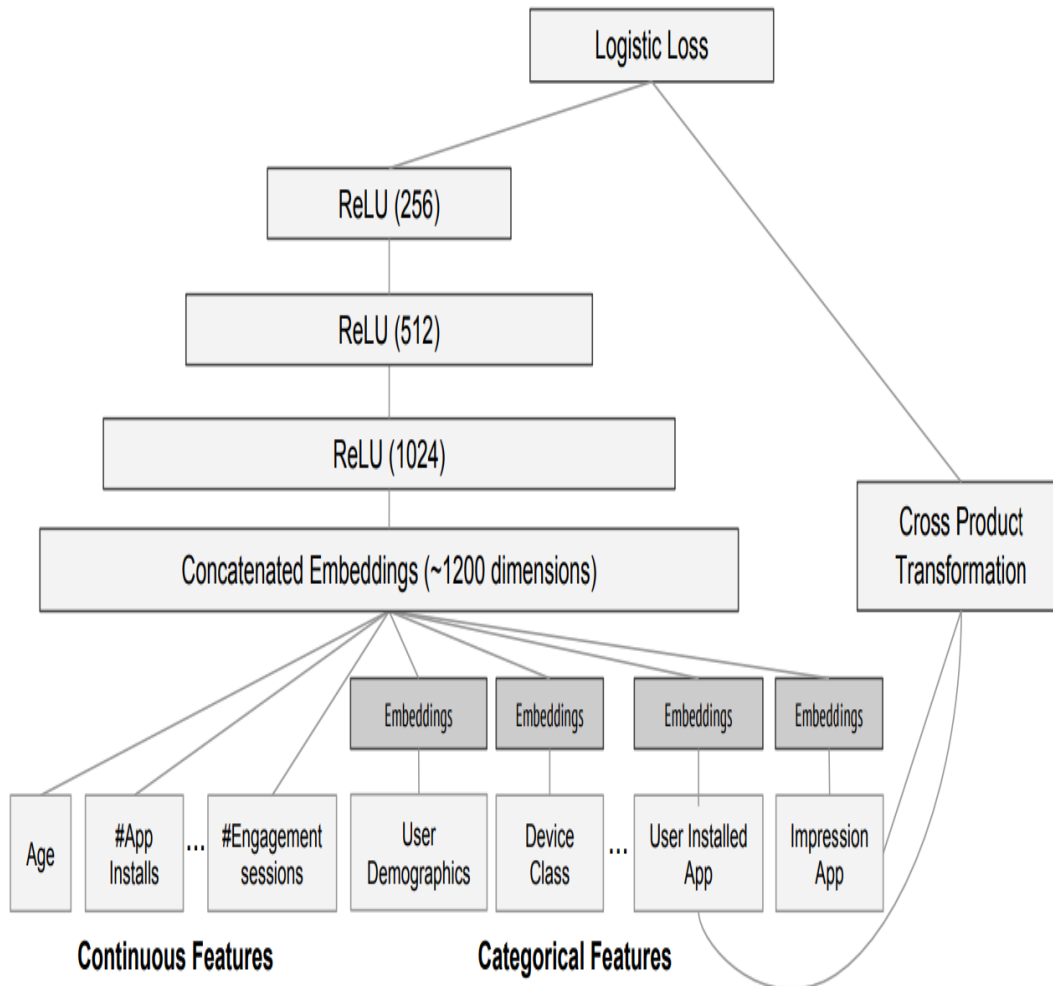 Logistic Loss
ReLU (256)
ReLU (512)
ReLU (1024)
Cross Product
Transformation
Concatenated Embeddings (~1200 dimensions)
Embeddings
Embeddings
Embeddings
Embeddings
Age
#App
Installs
...
#Engagement
sessions
User
Demographics
Device
Class
...
User Installed
App
Impression
App
Continuous Features
Categorical Features